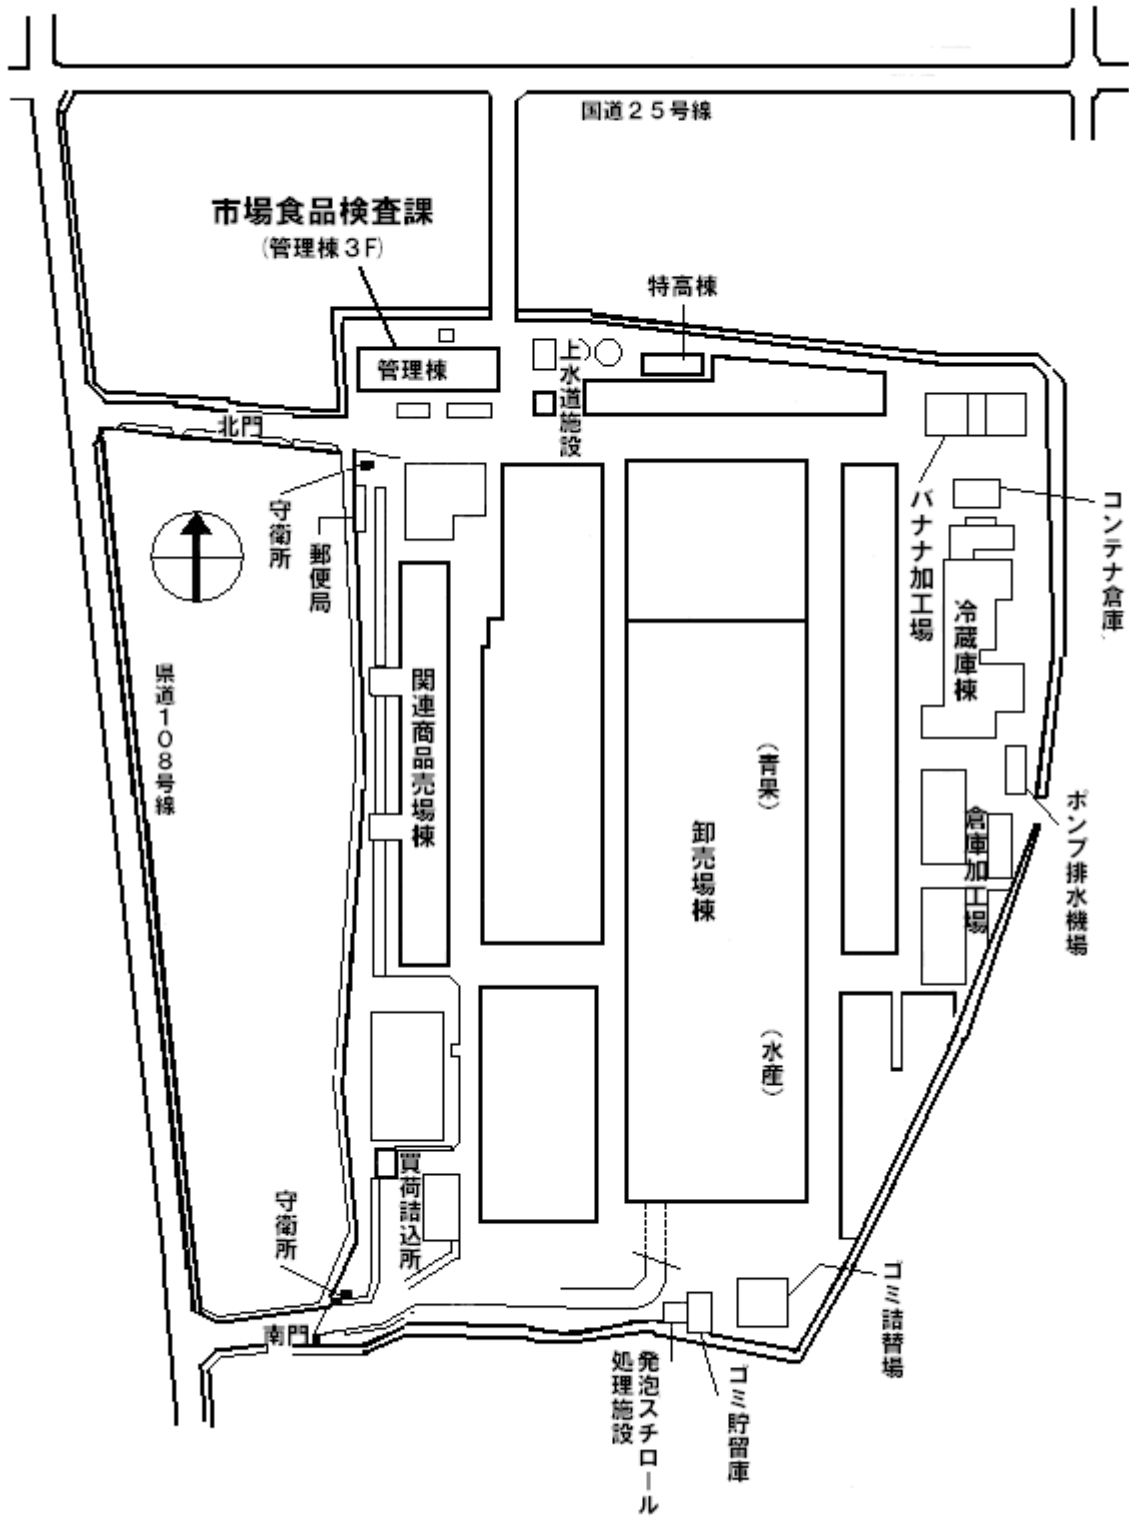 国道２５号線
市場食品検査課
(管理棟３F)
特高棟
管理棟
上水道施設
北門
守衛所
郵便局
バナナ加工場
コンテナ倉庫
冷蔵庫棟
県道１０８号線
関連商品売場棟
(青果)
卸売場棟
倉庫加工場
ポンプ排水機場
(水産)
買荷詰込所
守衛所
南門
ゴミ詰替場
発泡スチロール
処理施設
ゴミ貯留庫